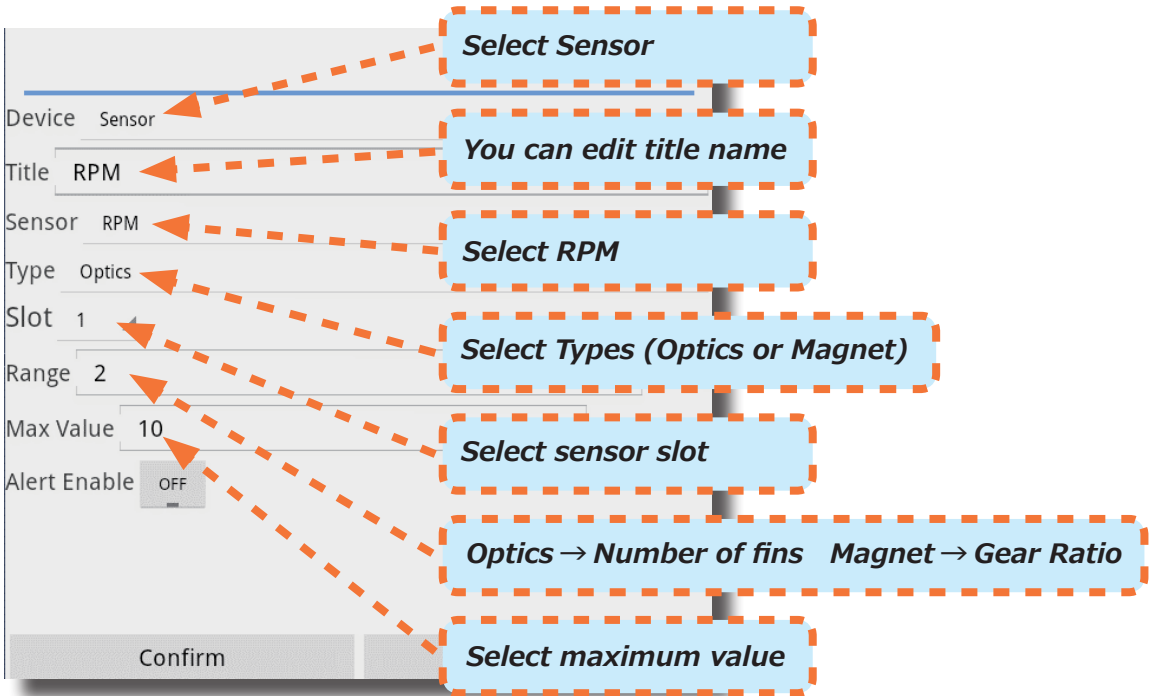 Select Sensor
Device Sensor
You can edit title name
Title RPM
Sensor RPM
Select RPM
Type Optics
Slot 1
Select Types (Optics or Magnet)
Range 2
Max Value 10
Select sensor slot
Alert Enable OFF
Optics→Number of fins Magnet→Gear Ratio
Confirm
Select maximum value